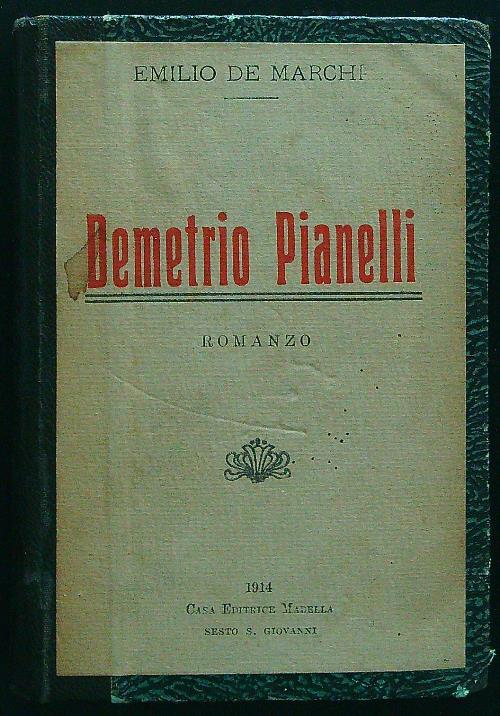 EMILIO DE MARCHI
Demetrio Pianelli
ROMANZO
1914
CASA EDITRICE MADELLA
SESTO S. GIOVANNI